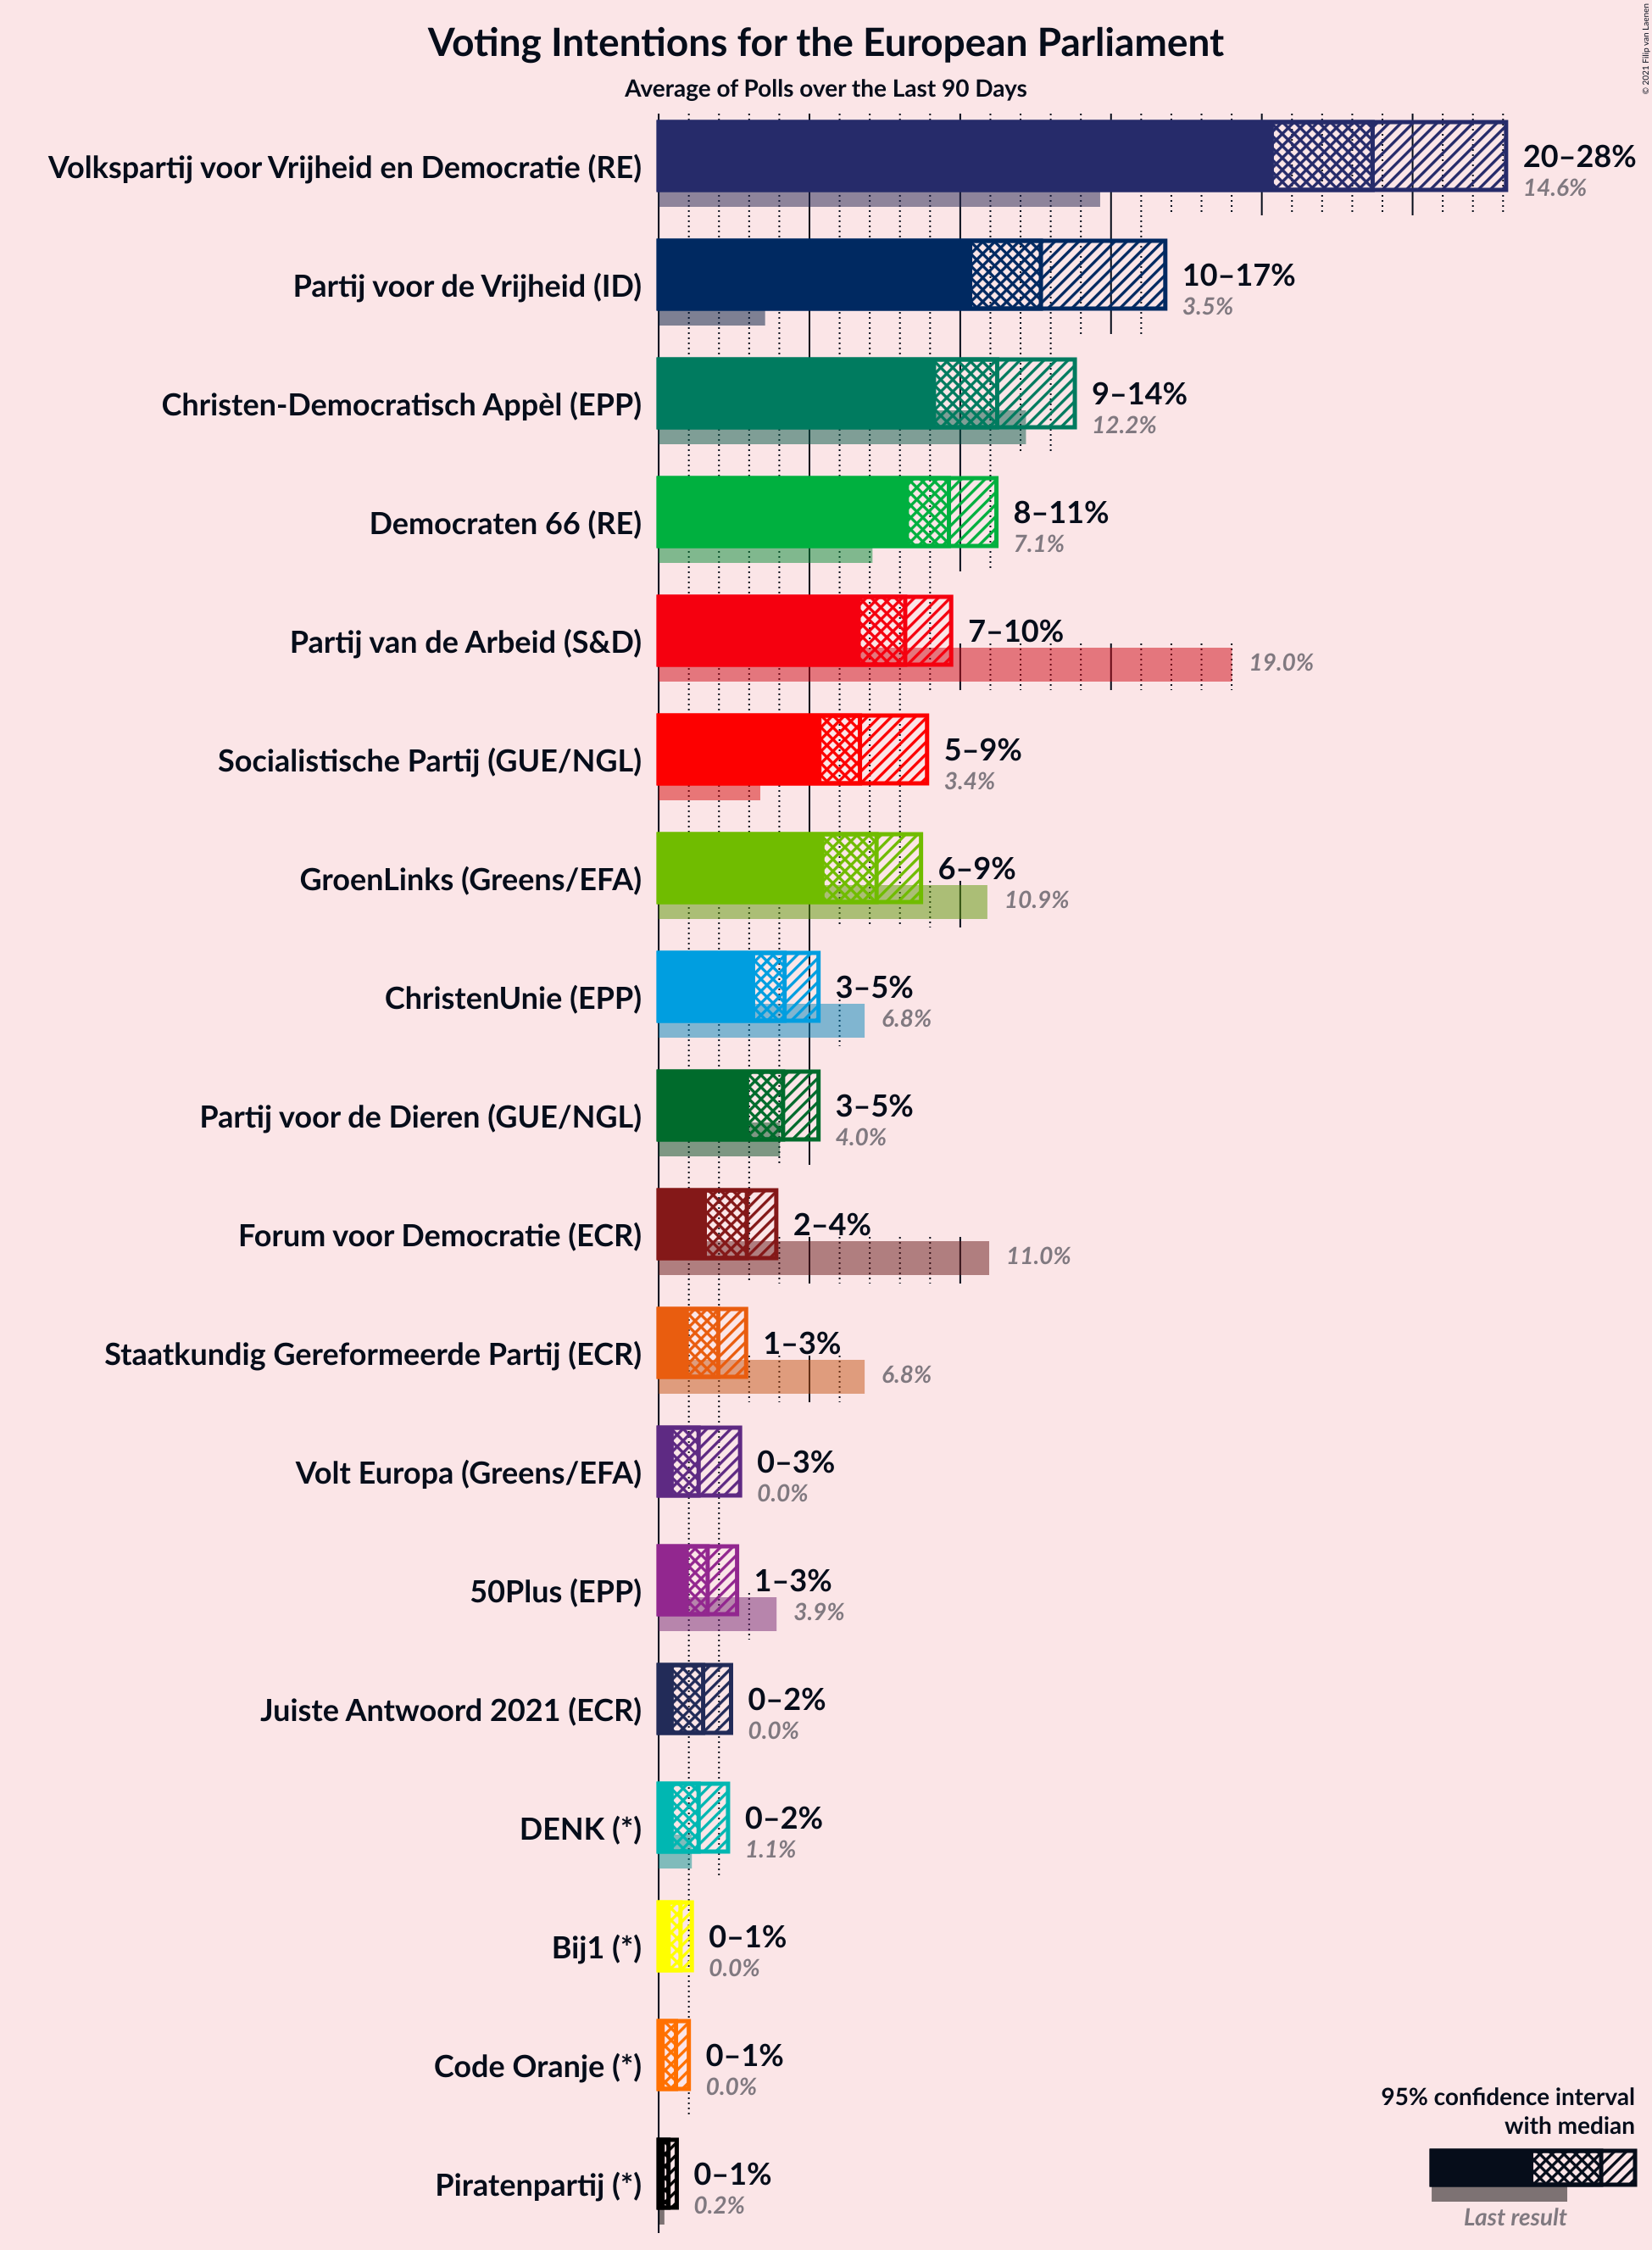 © 2021 Filip van Laenen
Voting Intentions for the European Parliament
Average of Polls over the Last 90 Days
Volkspartij voor Vrijheid en Democratie (RE)
20–28%
14.6%
Partij voor de Vrijheid (ID)
10–17%
3.5%
Christen-Democratisch Appèl (EPP)
9–14%
12.2%
Democraten 66 (RE)
8–11%
7.1%
Partij van de Arbeid (S&D)
7–10%
19.0%
Socialistische Partij (GUE/NGL)
5–9%
3.4%
GroenLinks (Greens/EFA)
6–9%
10.9%
ChristenUnie (EPP)
3–5%
6.8%
Partij voor de Dieren (GUE/NGL)
3–5%
4.0%
Forum voor Democratie (ECR)
2–4%
11.0%
Staatkundig Gereformeerde Partij (ECR)
1–3%
6.8%
Volt Europa (Greens/EFA)
0–3%
0.0%
50Plus (EPP)
1–3%
3.9%
Juiste Antwoord 2021 (ECR)
0–2%
0.0%
DENK (*)
0–2%
1.1%
Bij1 (*)
0–1%
0.0%
Code Oranje (*)
0–1%
0.0%
Piratenpartij (*)
0–1%
0.2%
95% confidence interval
with median
Last result